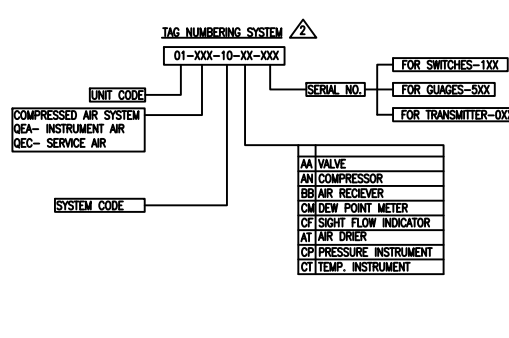 TAG NUMBERING SYSTEM 2
01-XXX-10-XX-XXX
UNIT CODE
COMPRESSED AIR SYSTEM
QEA- INSTRUMENT AIR
QEC- SERVICE AIR
SYSTEM CODE
SERIAL NO.
FOR SWITCHES-1XX
FOR GUAGES-5XX
FOR TRANSMITTER-0XX
AA VALVE
AN COMPRESSOR
BB AIR RECIEVER
CM DEW POINT METER
CF SIGHT FLOW INDICATOR
AT AIR DRIER
CP PRESSURE INSTRUMENT
CT TEMP. INSTRUMENT